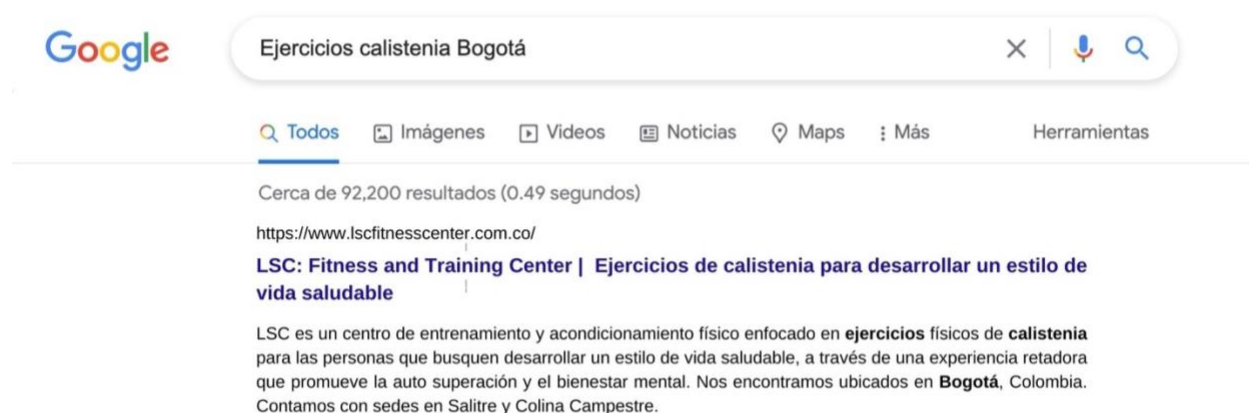 Google
Ejercicios calistenia Bogotá
Todos Imágenes Videos Noticias Maps Más Herramientas
Cerca de 92,200 resultados (0.49 segundos)
https://www.lscfitnesscenter.com.co/
LSC: Fitness and Training Center | Ejercicios de calistenia para desarrollar un estilo de
vida saludable
LSC es un centro de entrenamiento y acondicionamiento físico enfocado en ejercicios físicos de calistenia
para las personas que busquen desarrollar un estilo de vida saludable, a través de una experiencia retadora
que promueve la auto superación y el bienestar mental. Nos encontramos ubicados en Bogotá, Colombia.
Contamos con sedes en Salitre y Colina Campestre.